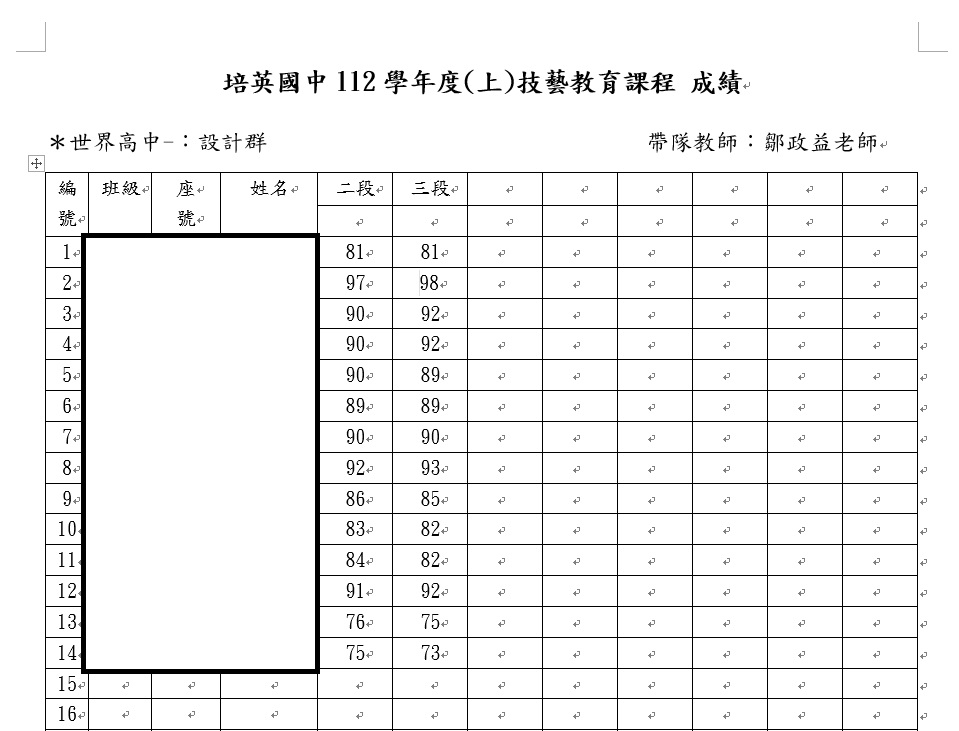 培英國中 112 學年度(上)技藝教育課程 成績
＊世界高中-：設計群 帶隊教師：鄒政益老師
編號 班級 座號 姓名 二段 三段
1 81 81
2 97 98
3 90 92
4 90 92
5 90 89
6 89 89
7 90 90
8 92 93
9 86 85
10 83 82
11 84 82
12 91 92
13 76 75
14 75 73
15
16